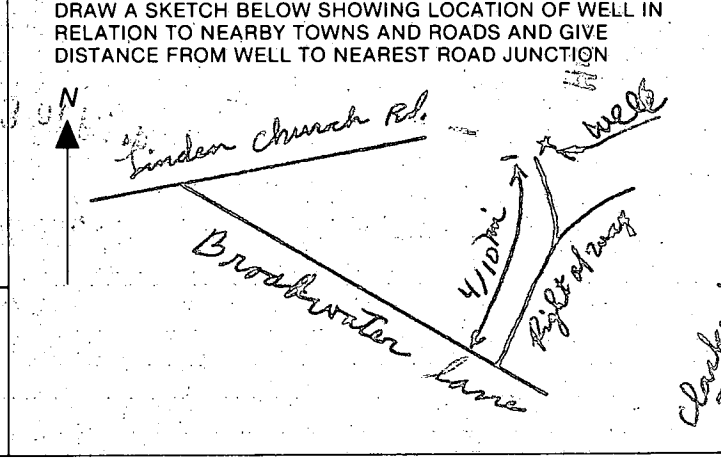 DRAW A SKETCH BELOW SHOWING LOCATION OF WELL IN
RELATION TO NEARBY TOWNS AND ROADS AND GIVE
DISTANCE FROM WELL TO NEAREST ROAD JUNCTION
N
Linden Church Rd.
Well
4/10 mi
Right of way
Broadwater Lane